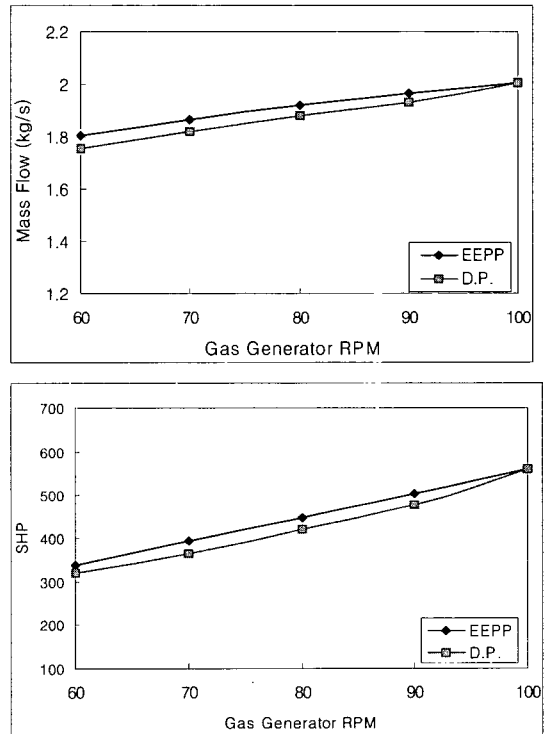 2.2
2
1.8
1.6
1.4
1.2
Mass Flow (kg/s)
EEPP
D.P.
60 70 80 90 100
Gas Generator RPM
700
600
500
400
300
200
100
SHP
EEPP
D.P.
60 70 80 90 100
Gas Generator RPM